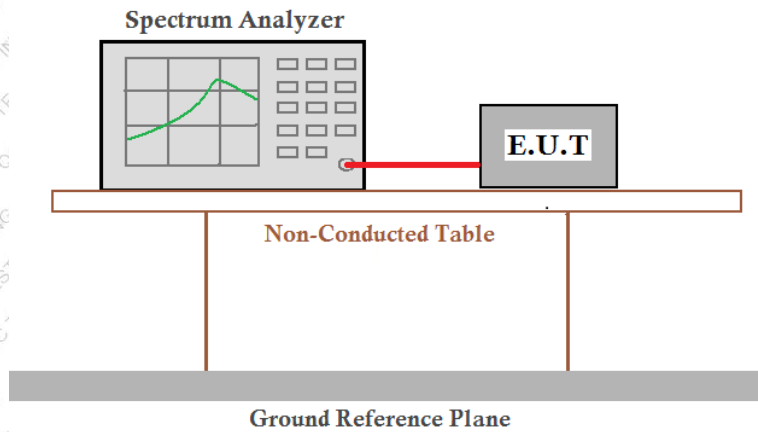 Spectrum Analyzer
E.U.T
Non-Conducted Table
Ground Reference Plane